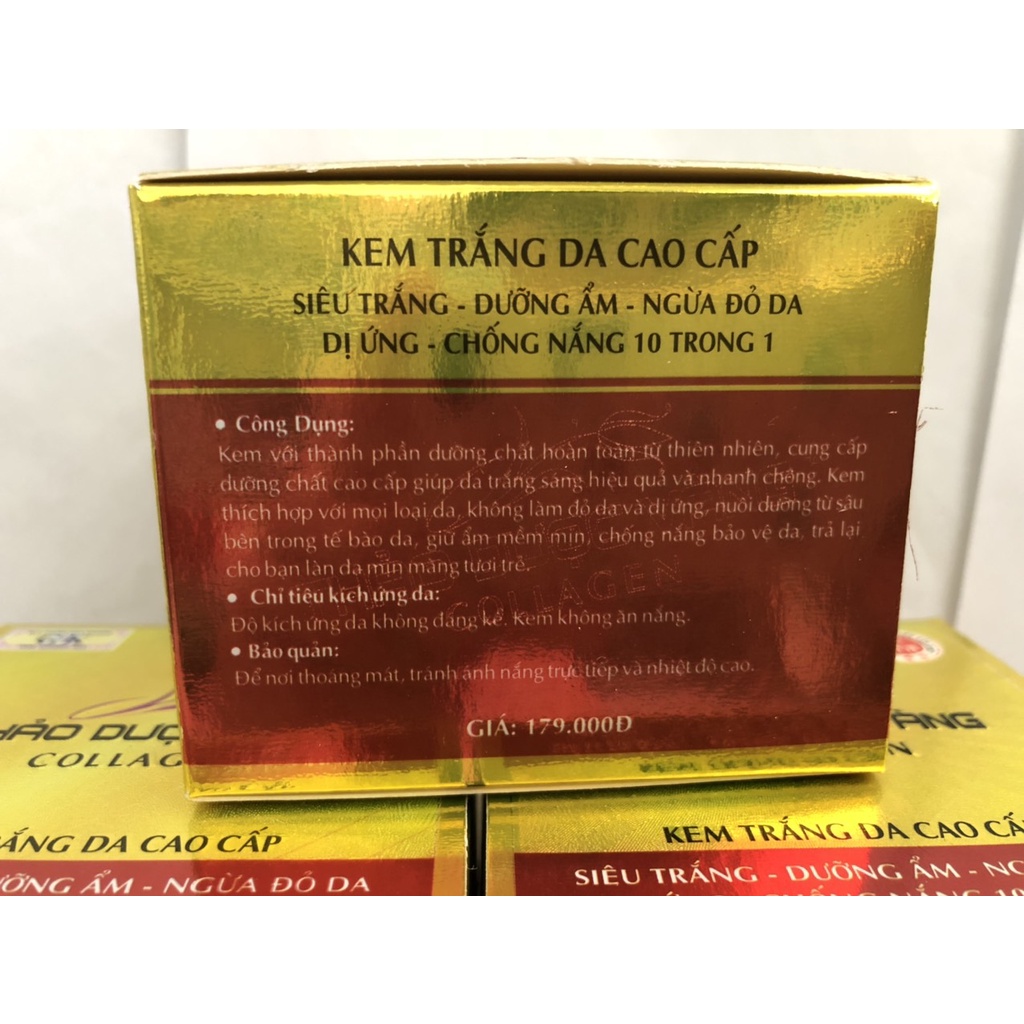 KEM TRẮNG DA CAO CẤP
SIÊU TRẮNG - DƯỠNG ẨM - NGỪA ĐỎ DA
DỊ ỨNG - CHỐNG NẮNG 10 TRONG 1
• Công Dụng:
Kem với thành phần dưỡng chất hoàn toàn từ thiên nhiên, cung cấp
dưỡng chất cao cấp giúp da trắng sáng hiệu quả và nhanh chóng. Kem
thích hợp với mọi loại da, không làm đỏ da và dị ứng, nuôi dưỡng từ sâu
bên trong tế bào da, giữ ẩm mềm mịn, chống nắng bảo vệ da, trả lại
cho bạn làn da mịn màng tươi trẻ.
COLLAGEN
• Chỉ tiêu kích ứng da:
Độ kích ứng da không đáng kể. Kem không ăn nắng.
• Bảo quản:
Để nơi thoáng mát, tránh ánh nắng trực tiếp và nhiệt độ cao.
GIÁ: 179.000Đ
COLLAG
ẮNG DA CAO CẤP
ƯỠNG ẨM - NGỪA ĐỎ DA
KEM TRẮNG DA CAO CẤ
SIÊU TRẮNG - DƯỠNG ẨM - N